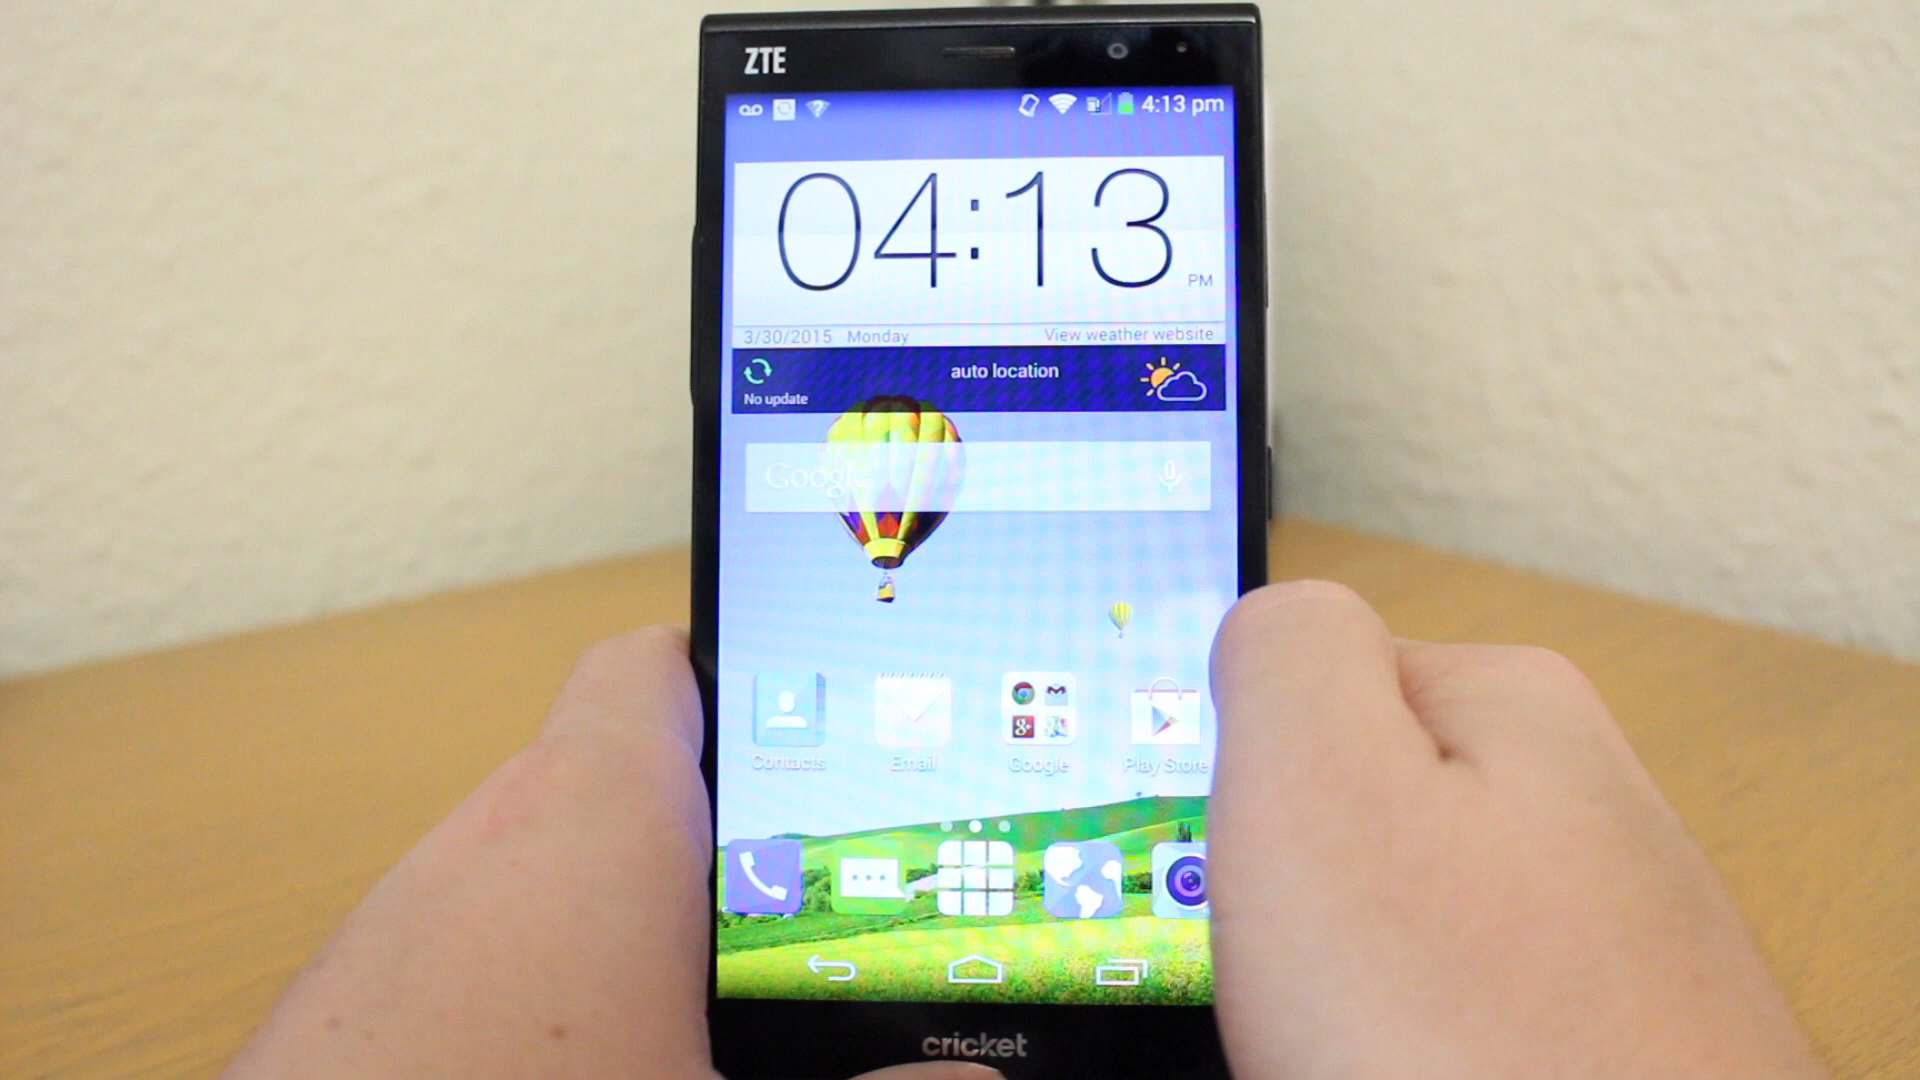 ZTE
4:13 pm
04:13
PM
3/30/2015 Monday View weather website
auto location
No update
Google
Contacts Email Google Play Store
cricket